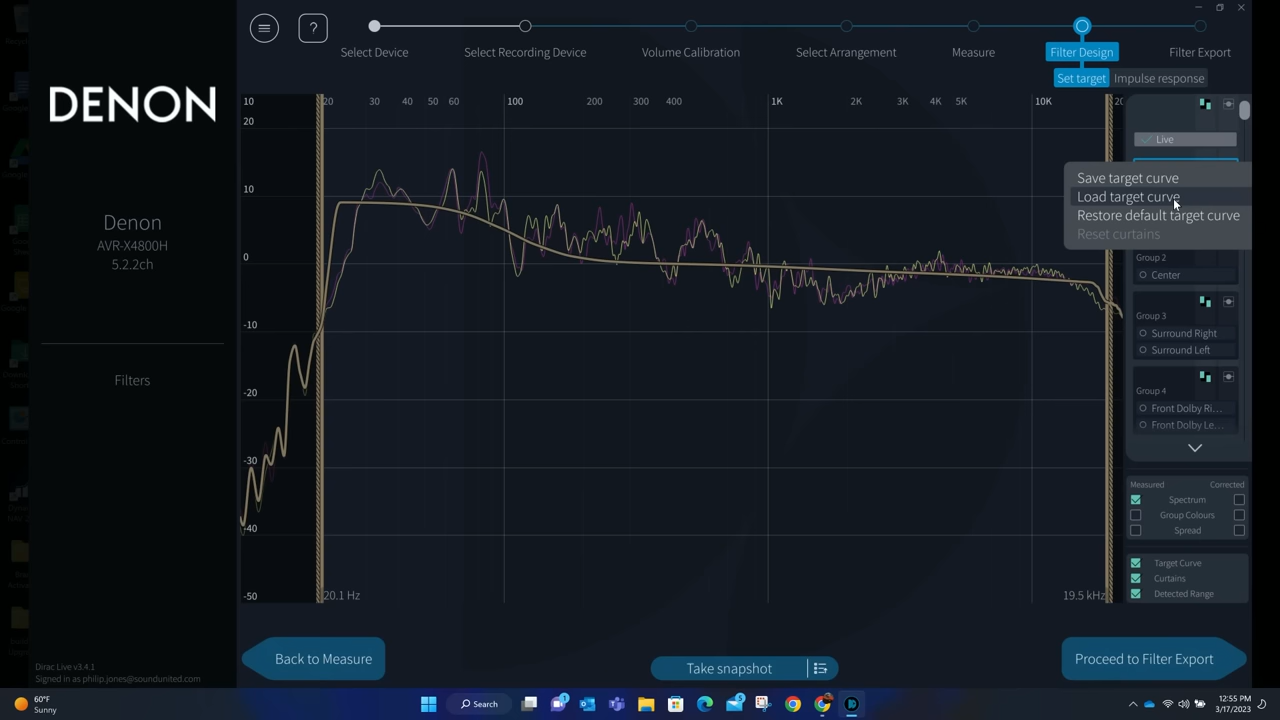 ?
Select Device
Select Recording Device
Volume Calibration
Select Arrangement
Measure
Filter Design
Filter Export
Set target
Impulse response
DENON
Denon
AVR-X4800H
5.2.2ch
Filters
Dirac Live v3.4.1
Signed in as philip.jones@soundunited.com
10 20 30 40 50 60 100 200 300 400 1K 2K 3K 4K 5K 10K
20
10
0
-10
-20
-30
-40
-50
20.1 Hz
19.5 kHz
Live
Save target curve
Load target curve
Restore default target curve
Reset curtains
Group 2
Center
Group 3
Surround Right
Surround Left
Group 4
Front Dolby Ri...
Front Dolby Le...
Measured Corrected
Spectrum
Group Colours
Spread
Target Curve
Curtains
Detected Range
Back to Measure
Take snapshot
Proceed to Filter Export
60°F
Sunny
Search
12:55 PM
3/17/2023